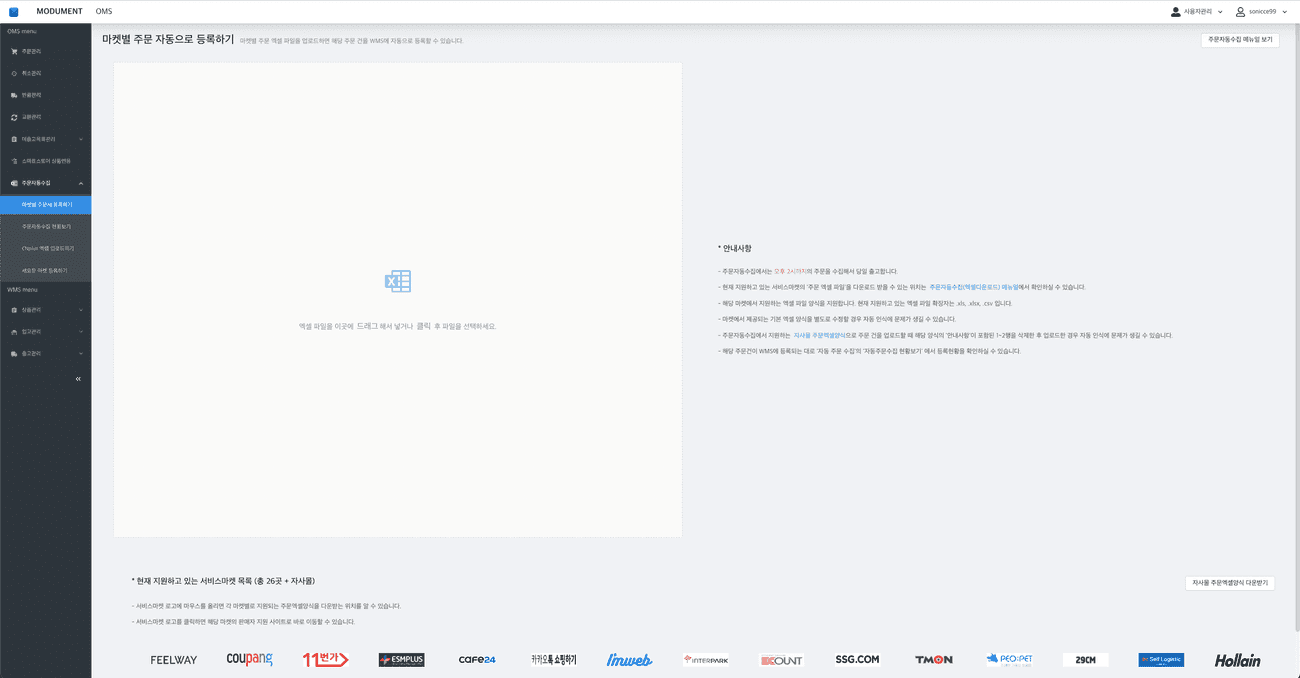 MODUMENT OMS
사용자관리
sonicce99
OMS menu
주문관리
취소관리
반품관리
교환관리
매출고목표관리
스마트스토어 상품연동
주문자동수집
마켓별 주문서 등록하기
주문자동수집 현황보기
새로운 마켓 등록하기
WMS menu
상품관리
입고관리
출고관리
마켓별 주문 자동으로 등록하기
마켓별 주문 엑셀 파일을 업로드하면 해당 주문 건을 WMS에 자동으로 등록할 수 있습니다.
주문자동수집 메뉴얼 보기
엑셀 파일을 이곳에 드래그 해서 넣거나 클릭 후 파일을 선택하세요.
* 안내사항
- 주문자동수집에서는 오후 2시까지의 주문을 수집해서 당일 출고합니다.
- 현재 지원하고 있는 서비스마켓의 '주문 엑셀 파일'을 다운로드 받을 수 있는 위치는 주문자동수집(엑셀다운로드) 메뉴얼에서 확인하실 수 있습니다.
- 해당 마켓에서 지원하는 엑셀 파일 양식을 지원합니다. 현재 지원하고 있는 엑셀 파일 확장자는 .xls, .xlsx, .csv 입니다.
- 마켓에서 제공되는 기본 엑셀 양식을 별도로 수정할 경우 자동 인식에 문제가 생길 수 있습니다.
- 주문자동수집에서 지원하는 자사몰 주문엑셀양식으로 주문 건을 업로드할 때 해당 양식의 '안내사항'이 포함된 1~2행을 삭제한 후 업로드한 경우 자동 인식에 문제가 생길 수 있습니다.
- 해당 주문건이 WMS에 등록되는 대로 '자동 주문 수집'의 '자동주문수집 현황보기' 에서 등록현황을 확인하실 수 있습니다.
* 현재 지원하고 있는 서비스마켓 목록 (총 26곳 + 자사몰)
자사몰 주문엑셀양식 다운받기
- 서비스마켓 로고에 마우스를 올리면 각 마켓별로 지원되는 주문엑셀양식을 다운받는 위치를 알 수 있습니다.
- 서비스마켓 로고를 클릭하면 해당 마켓의 판매자 지원 사이트로 바로 이동할 수 있습니다.
FEELWAY coupang 11번가 ESMPLUS CAFE24 카카오톡 쇼핑하기 imweb INTERPARK ECOUNT SSG.COM TMON PEOPET 29CM Self Logistic Hollain